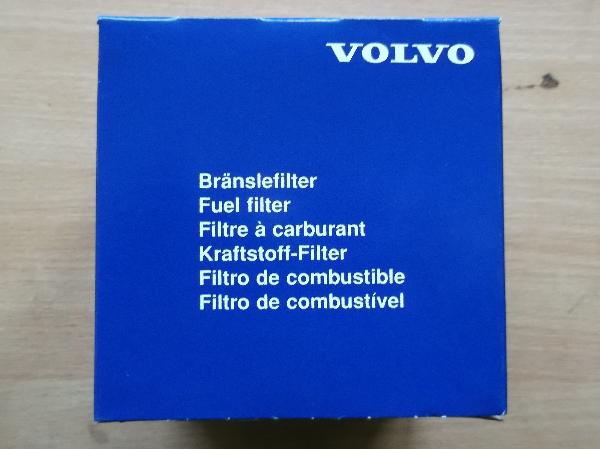 VOLVO
Bränslefilter
Fuel filter
Filtre à carburant
Kraftstoff-Filter
Filtro de combustible
Filtro de combustível